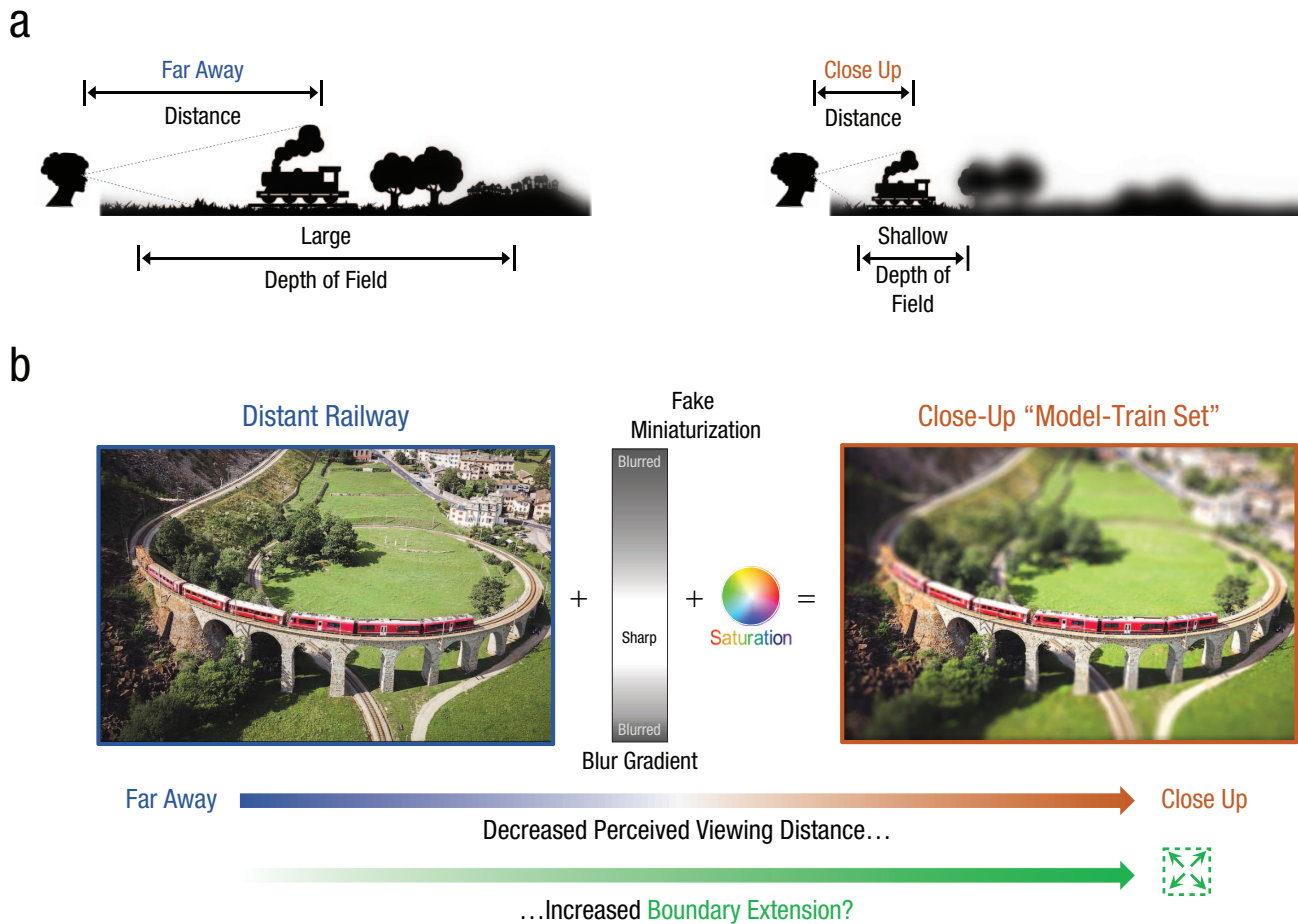 a
Far Away
Distance
Large
Depth of Field
Close Up
Distance
Shallow
Depth of
Field
b
Distant Railway
Fake
Miniaturization
Close-Up “Model-Train Set”
Blurred
Sharp
Blurred
+
+
Saturation
=
Blur Gradient
Far Away
Close Up
Decreased Perceived Viewing Distance…
…Increased Boundary Extension?